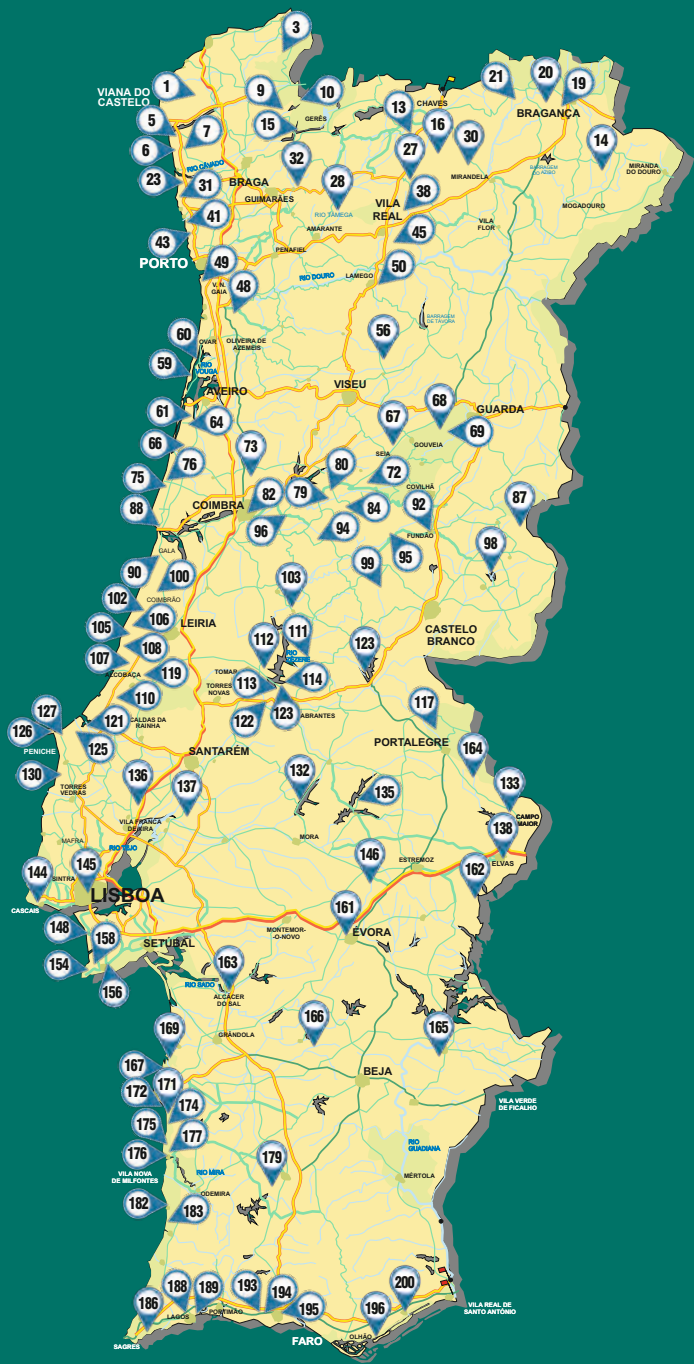 3
1
VIANA DO
CASTELO
9
10
21
20
19
13
CHAVES
BRAGANÇA
5
7
15
GERÊS
16
6
RIO CÁVADO
32
27
30
14
BARRAGEM
DO AZIBO
MIRANDA
DO DOURO
23
31
BRAGA
28
MIRANDELA
38
GUIMARÃES
VILA
REAL
MOGADOURO
41
RIO TÂMEGA
AMARANTE
45
VILA
FLOR
43
PENAFIEL
PORTO
49
50
RIO DOURO
LAMEGO
V. N.
GAIA
48
BARRAGEM
DE TÁVORA
60
OVAR
OLIVEIRA DE
AZEMÉIS
56
59
RIO
VOUGA
AVEIRO
VISEU
61
64
67
68
GUARDA
69
66
73
GOUVEIA
SEIA
76
80
72
75
COVILHÃ
82
79
87
88
COIMBRA
84
92
96
94
FUNDÃO
GALA
95
98
90
100
99
103
102
COIMBRÃO
106
105
LEIRIA
111
CASTELO
BRANCO
112
107
108
RIO
ZÊZERE
123
ALCOBAÇA
119
TOMAR
113
114
TORRES
NOVAS
110
117
127
121
CALDAS DA
RAINHA
122
123
ABRANTES
126
125
PENICHE
PORTALEGRE
164
130
136
SANTARÉM
137
132
133
TORRES
VEDRAS
135
CAMPO
MAIOR
VILA FRANCA
DE XIRA
138
MAFRA
MORA
RIO TEJO
146
ESTREMOZ
ELVAS
144
145
SINTRA
162
LISBOA
CASCAIS
161
148
158
SETÚBAL
MONTEMOR-
-O-NOVO
ÉVORA
154
156
163
RIO SADO
ALCÁCER
DO SAL
169
166
165
GRÂNDOLA
167
171
BEJA
172
174
VILA VERDE
DE FICALHO
175
177
176
RIO
GUADIANA
VILA NOVA
DE MILFONTES
RIO MIRA
179
MÉRTOLA
ODEMIRA
182
183
188
189
193
200
186
194
195
196
LAGOS
PORTIMÃO
VILA REAL DE
SANTO ANTÓNIO
SAGRES
FARO
OLHÃO